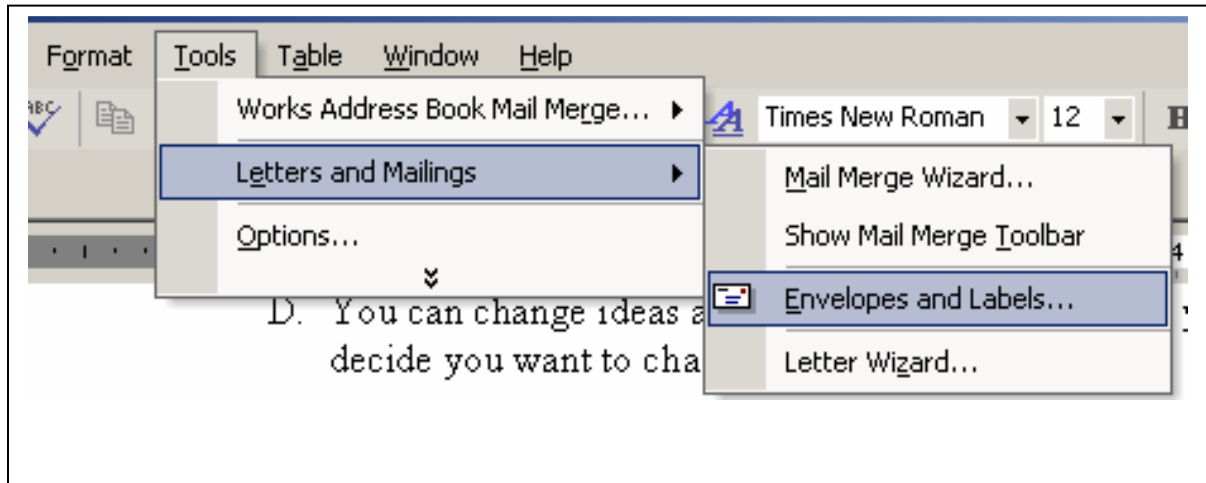 Format Tools Table Window Help
ABC
Works Address Book Mail Merge...
Times New Roman 12
Letters and Mailings
Mail Merge Wizard...
Options...
Show Mail Merge Toolbar
4
Envelopes and Labels...
D. You can change ideas a
decide you want to cha
Letter Wizard...